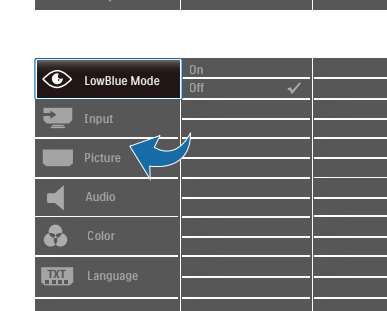 LowBlue Mode
On
Off
Input
Picture
Audio
Color
TXT
Language